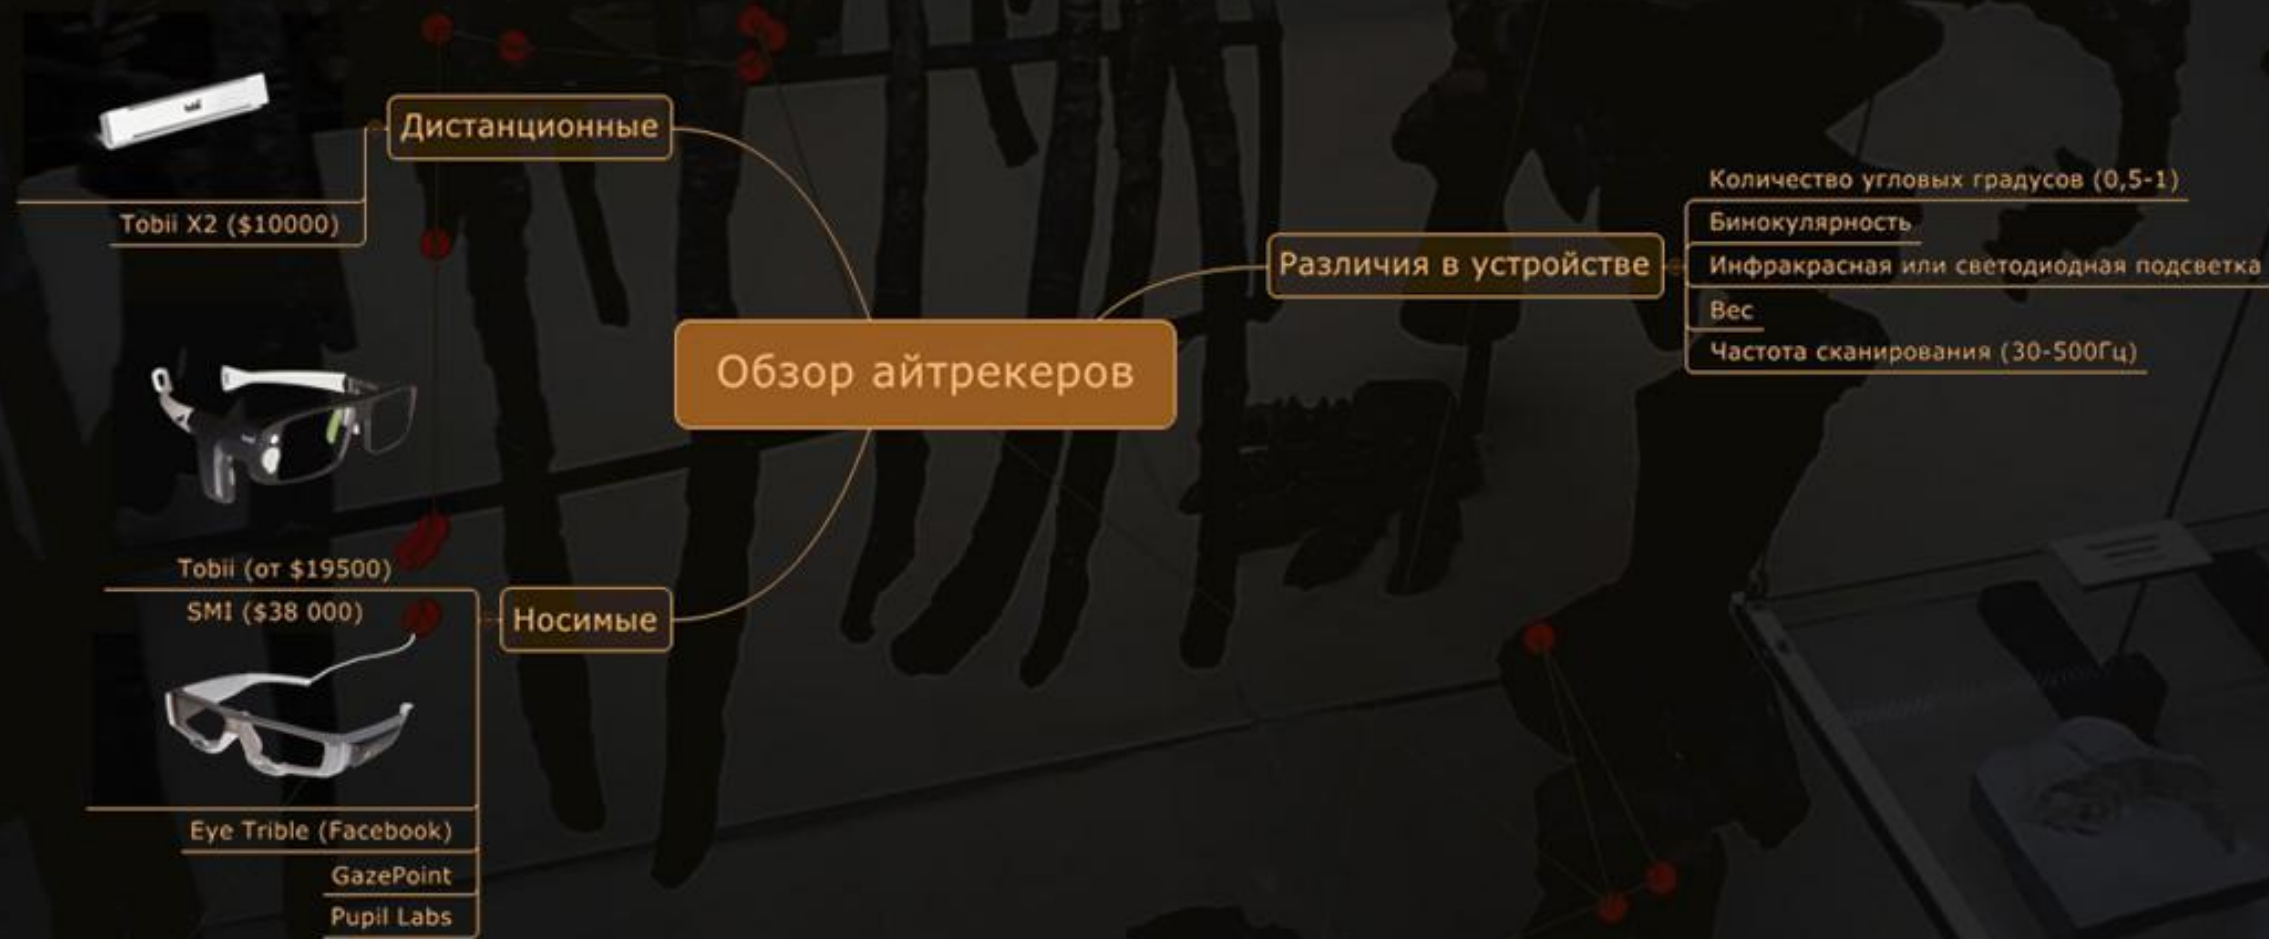 Обзор айтрекеров
Дистанционные
Tobii X2 ($10000)
Носимые
Tobii (от $19500)
SMI ($38 000)
Eye Trible (Facebook)
GazePoint
Pupil Labs
Различия в устройстве
Количество угловых градусов (0,5-1)
Бинокулярность
Инфракрасная или светодиодная подсветка
Вес
Частота сканирования (30-500Гц)